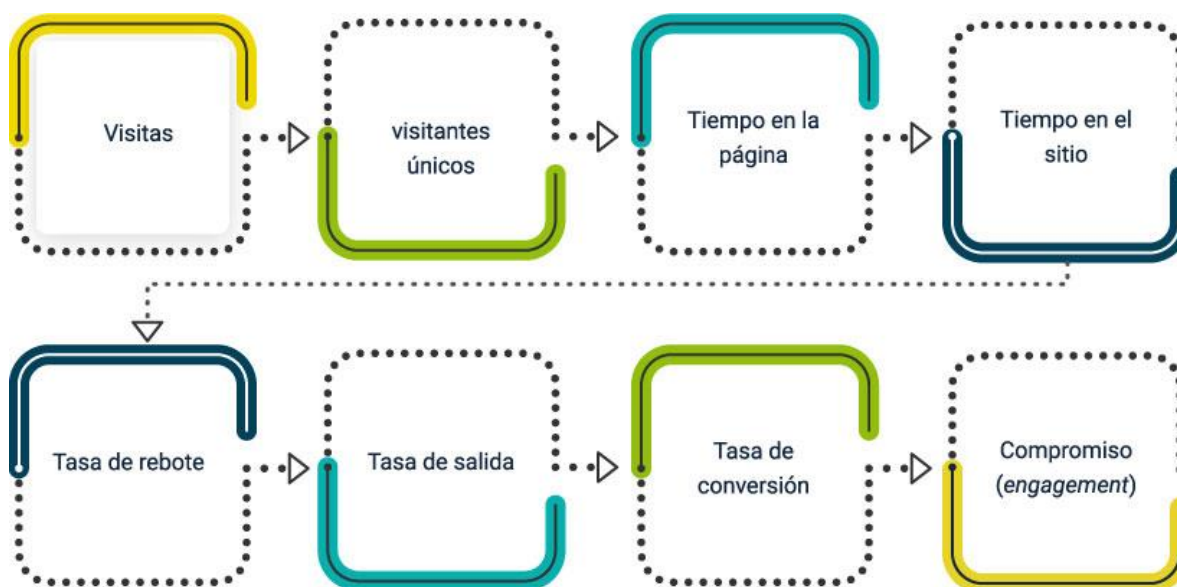 Visitas
visitantes
únicos
Tiempo en la
página
Tiempo en el
sitio
Tasa de rebote
Tasa de salida
Tasa de
conversión
Compromiso
(engagement)